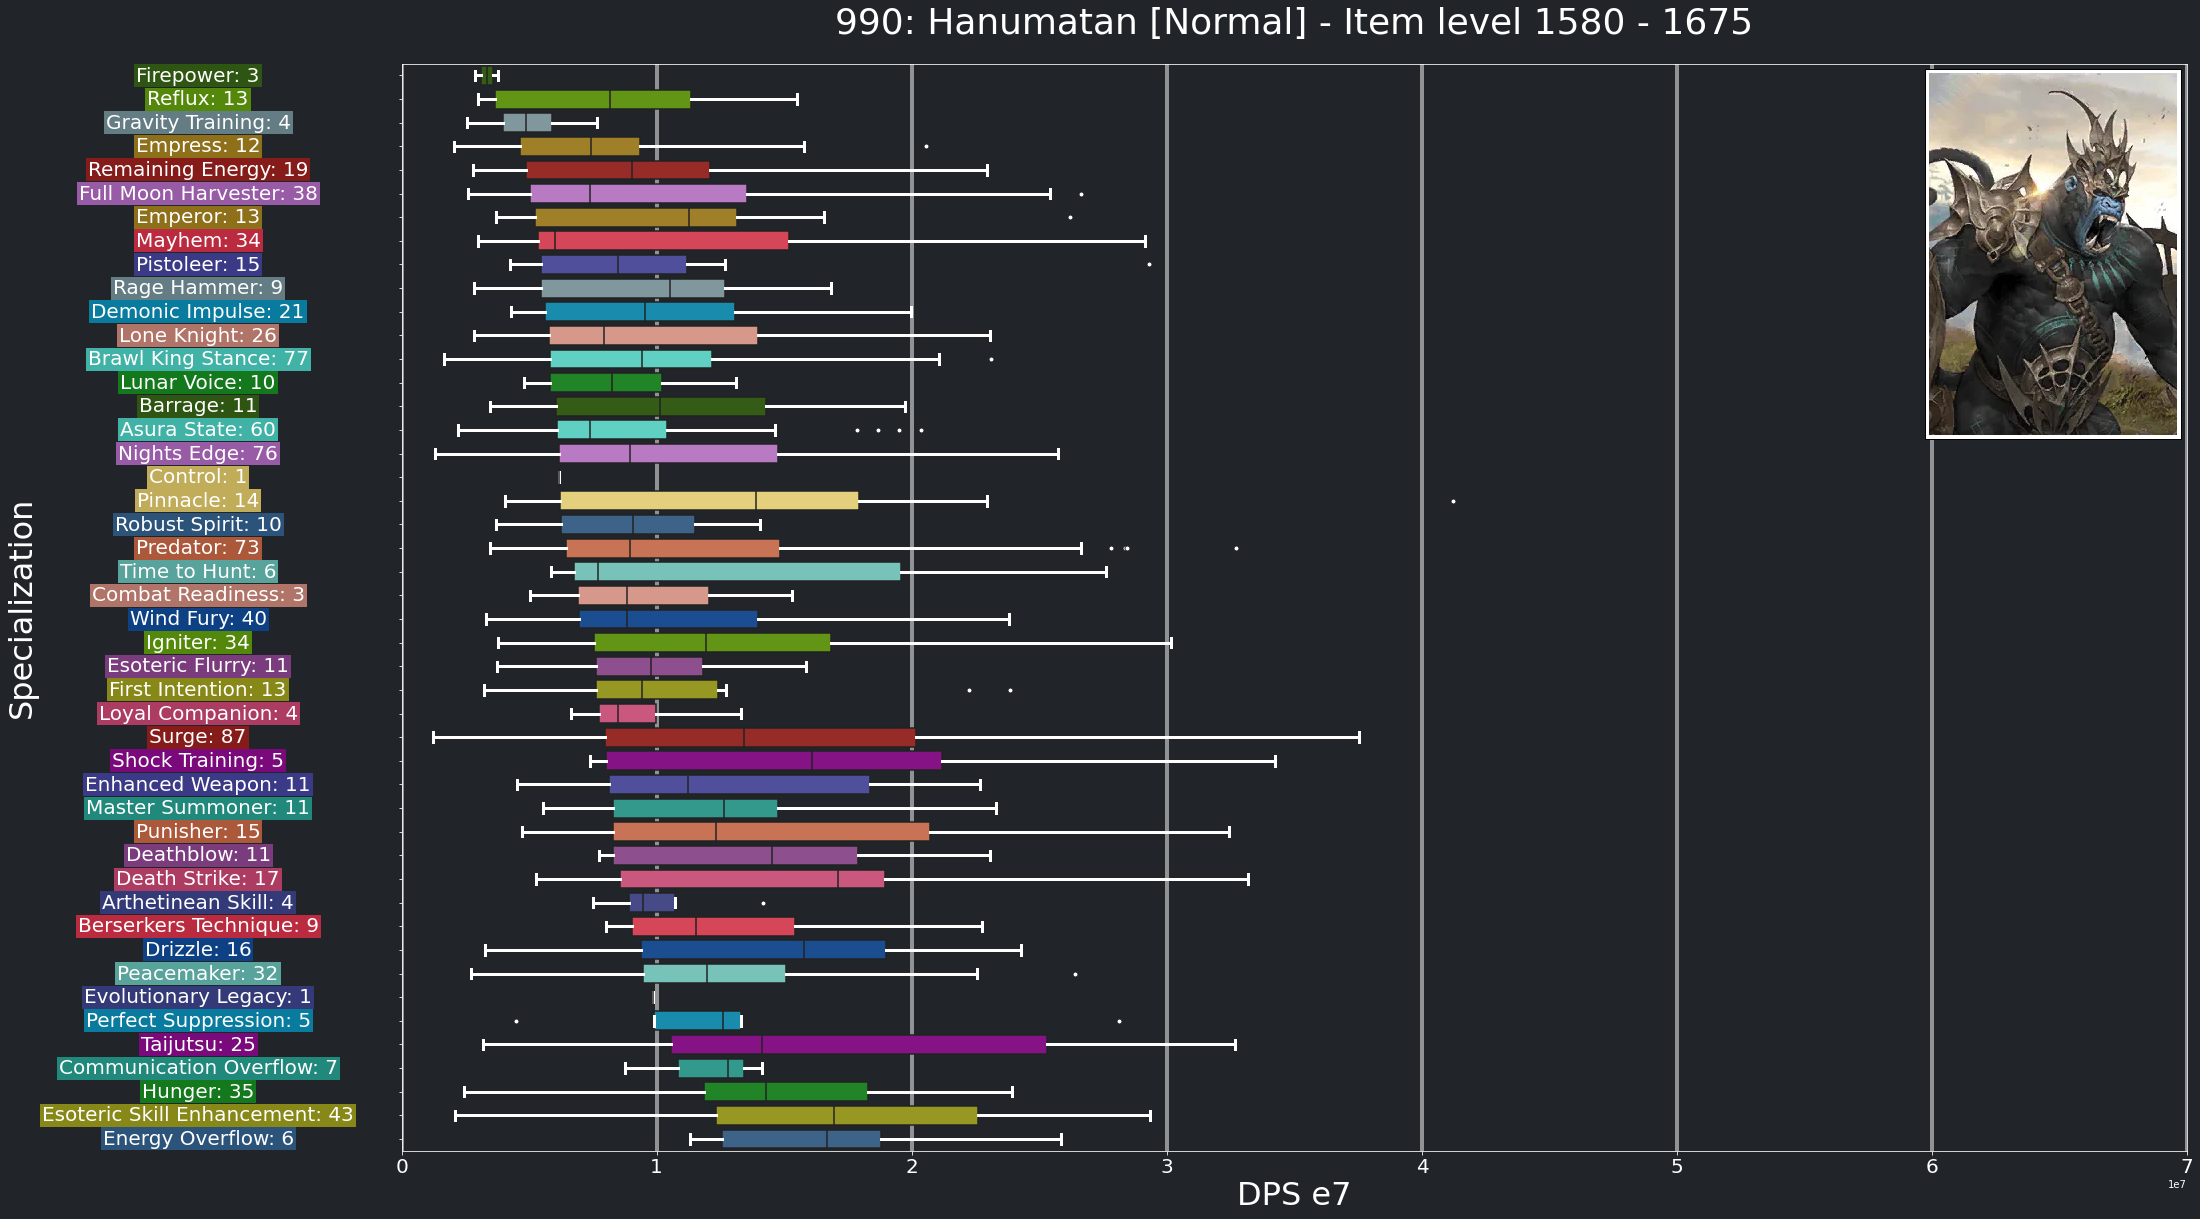 990: Hanumatan [Normal] - Item level 1580 - 1675
Specialization
Firepower: 3
Reflux: 13
Gravity Training: 4
Empress: 12
Remaining Energy: 19
Full Moon Harvester: 38
Emperor: 13
Mayhem: 34
Pistoleer: 15
Rage Hammer: 9
Demonic Impulse: 21
Lone Knight: 26
Brawl King Stance: 77
Lunar Voice: 10
Barrage: 11
Asura State: 60
Nights Edge: 76
Control: 1
Pinnacle: 14
Robust Spirit: 10
Predator: 73
Time to Hunt: 6
Combat Readiness: 3
Wind Fury: 40
Igniter: 34
Esoteric Flurry: 11
First Intention: 13
Loyal Companion: 4
Surge: 87
Shock Training: 5
Enhanced Weapon: 11
Master Summoner: 11
Punisher: 15
Deathblow: 11
Death Strike: 17
Arthetinean Skill: 4
Berserkers Technique: 9
Drizzle: 16
Peacemaker: 32
Evolutionary Legacy: 1
Perfect Suppression: 5
Taijutsu: 25
Communication Overflow: 7
Hunger: 35
Esoteric Skill Enhancement: 43
Energy Overflow: 6
0 1 2 3 4 5 6 7
1e7
DPS e7